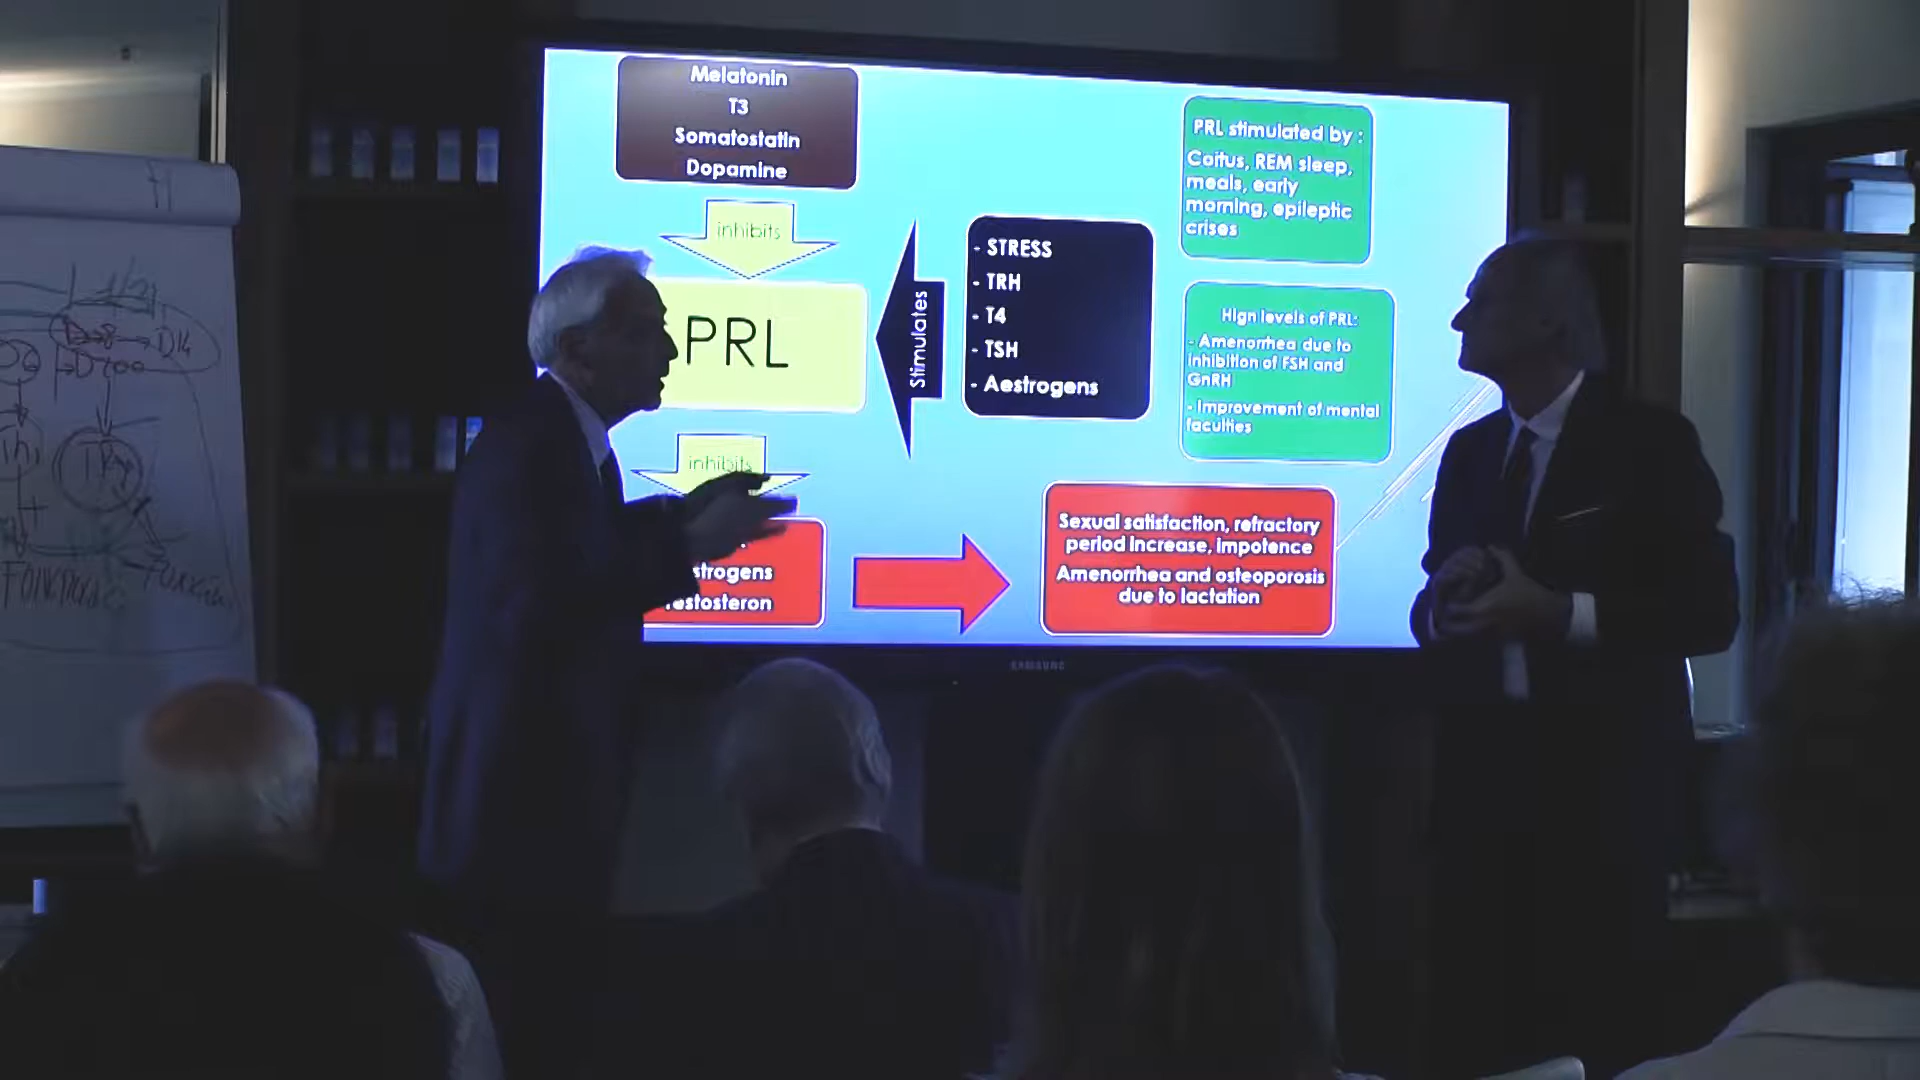 Melatonin
T3
Somatostatin
Dopamine
inhibits
PRL
inhibits
strogens
estosteron
Stimulates
- STRESS
- TRH
- T4
- TSH
- Aestrogens
PRL stimulated by :
Coitus, REM sleep,
meals, early
morning, epileptic
crises
High levels of PRL:
- Amenorrhea due to
inhibition of FSH and
GnRH
- Improvement of mental
faculties
Sexual satisfaction, refractory
period increase, impotence
Amenorrhea and osteoporosis
due to lactation
SAMSUNG